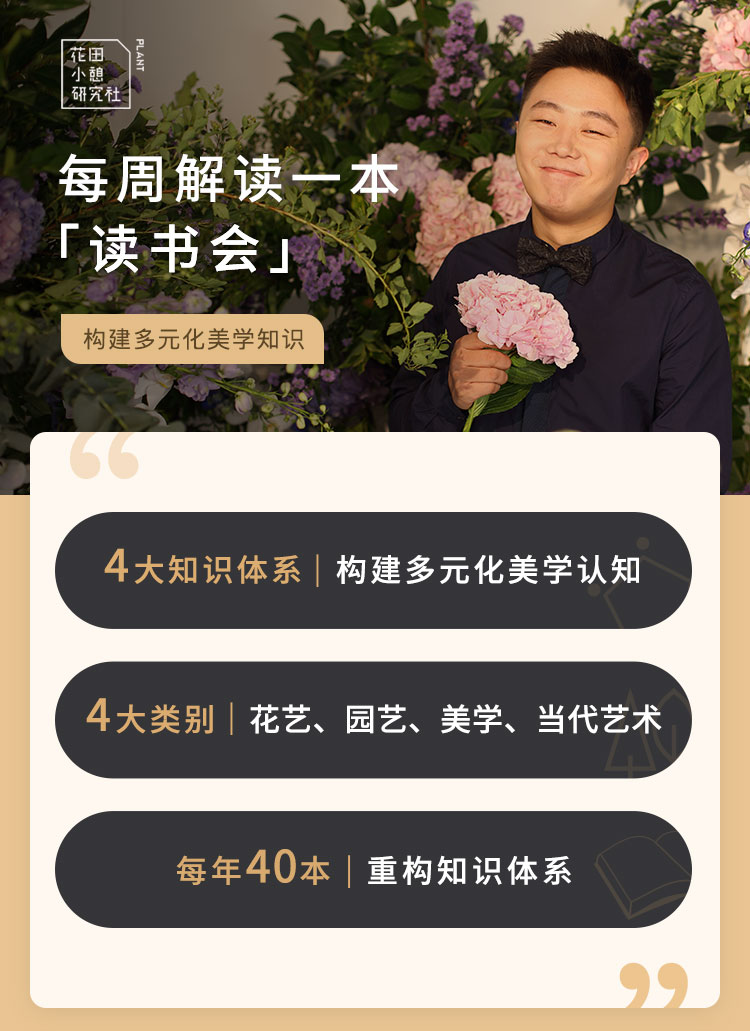 花田
小憩
研究社
PLANT
每周解读一本
「读书会」
构建多元化美学知识
4大知识体系｜构建多元化美学认知
4大类别｜花艺、园艺、美学、当代艺术
每年40本｜重构知识体系